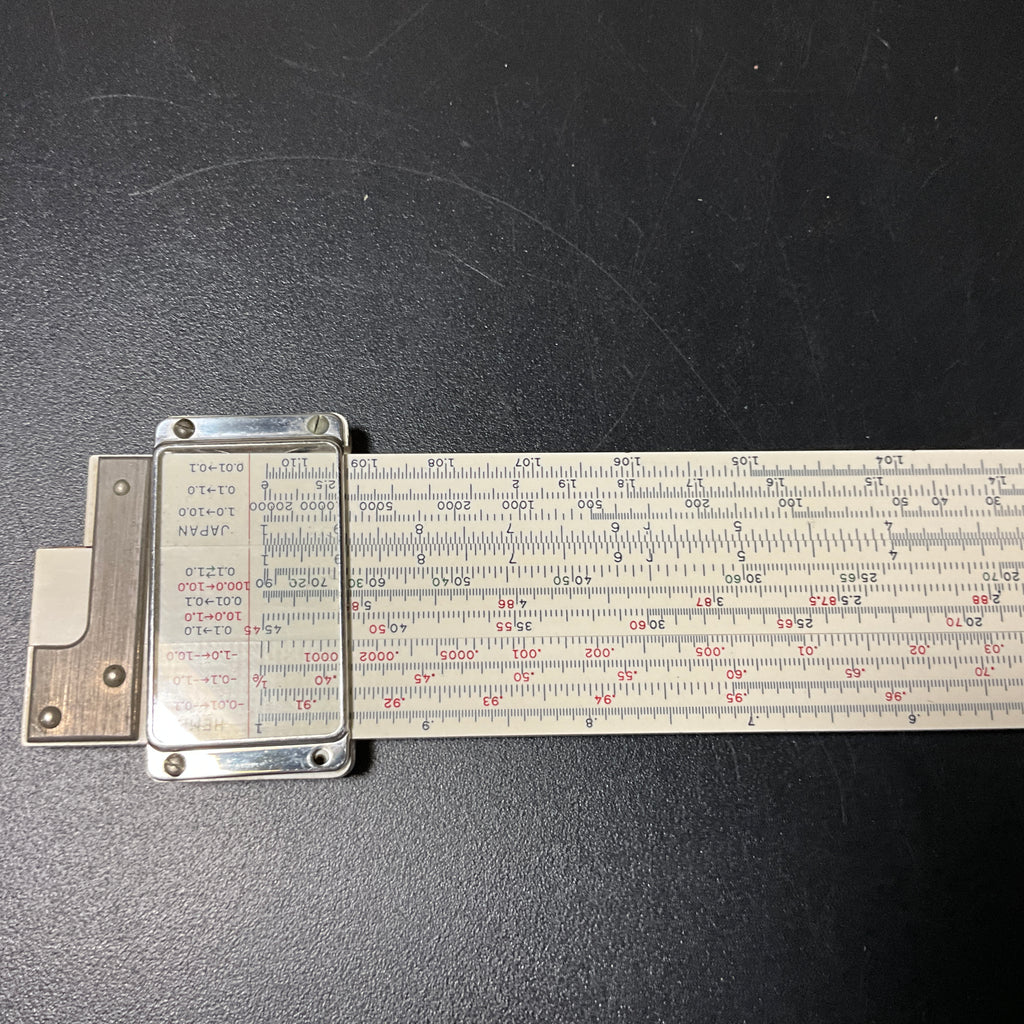 .6 .7 .8 .9 1
.96 .95 .94 .93 .92 .91 -0.01←-0.1
.70 .65 .60 .55 .50 .45 .40 1/e -0.1←-1.0
.03 .02 .01 .005 .002 .001 .0005 .0002 .0001 -1.0←-10.0
70 20 65 25 60 30 55 35 50 40 45 45 0.1→1.0
10.0←1.0
88 2 87.5 2.5 87 3 86 4 5.8 0.01→0.1
100.0←10.0
70 20 65 25 60 30 50 40 40 50 30 60 20 70 90 0.1→1.0
4 5 6 7 8 9 1
4 5 6 7 8 9 1 JAPAN
30 40 50 100 200 500 1000 2000 5000 10000 20000 1.0→10.0
1.4 1.5 1.6 1.7 1.8 1.9 2 2.5 e 0.1→1.0
1.04 1.05 1.06 1.07 1.08 1.09 1.10 0.01→0.1